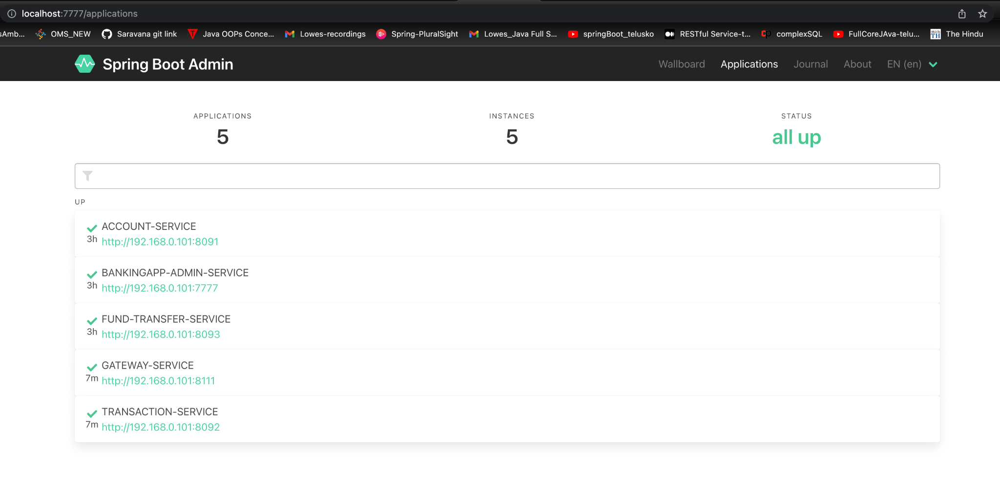 localhost:7777/applications
sAmb... OMS_NEW Saravana git link Java OOPs Conce... Lowes-recordings Spring-PluralSight Lowes_Java Full S... springBoot_telusko RESTful Service-t... complexSQL FullCoreJAva-telu... The Hindu
Spring Boot Admin Wallboard Applications Journal About EN (en)
APPLICATIONS INSTANCES STATUS
5 5 all up
UP
ACCOUNT-SERVICE
3h http://192.168.0.101:8091
BANKINGAPP-ADMIN-SERVICE
3h http://192.168.0.101:7777
FUND-TRANSFER-SERVICE
3h http://192.168.0.101:8093
GATEWAY-SERVICE
7m http://192.168.0.101:8111
TRANSACTION-SERVICE
7m http://192.168.0.101:8092